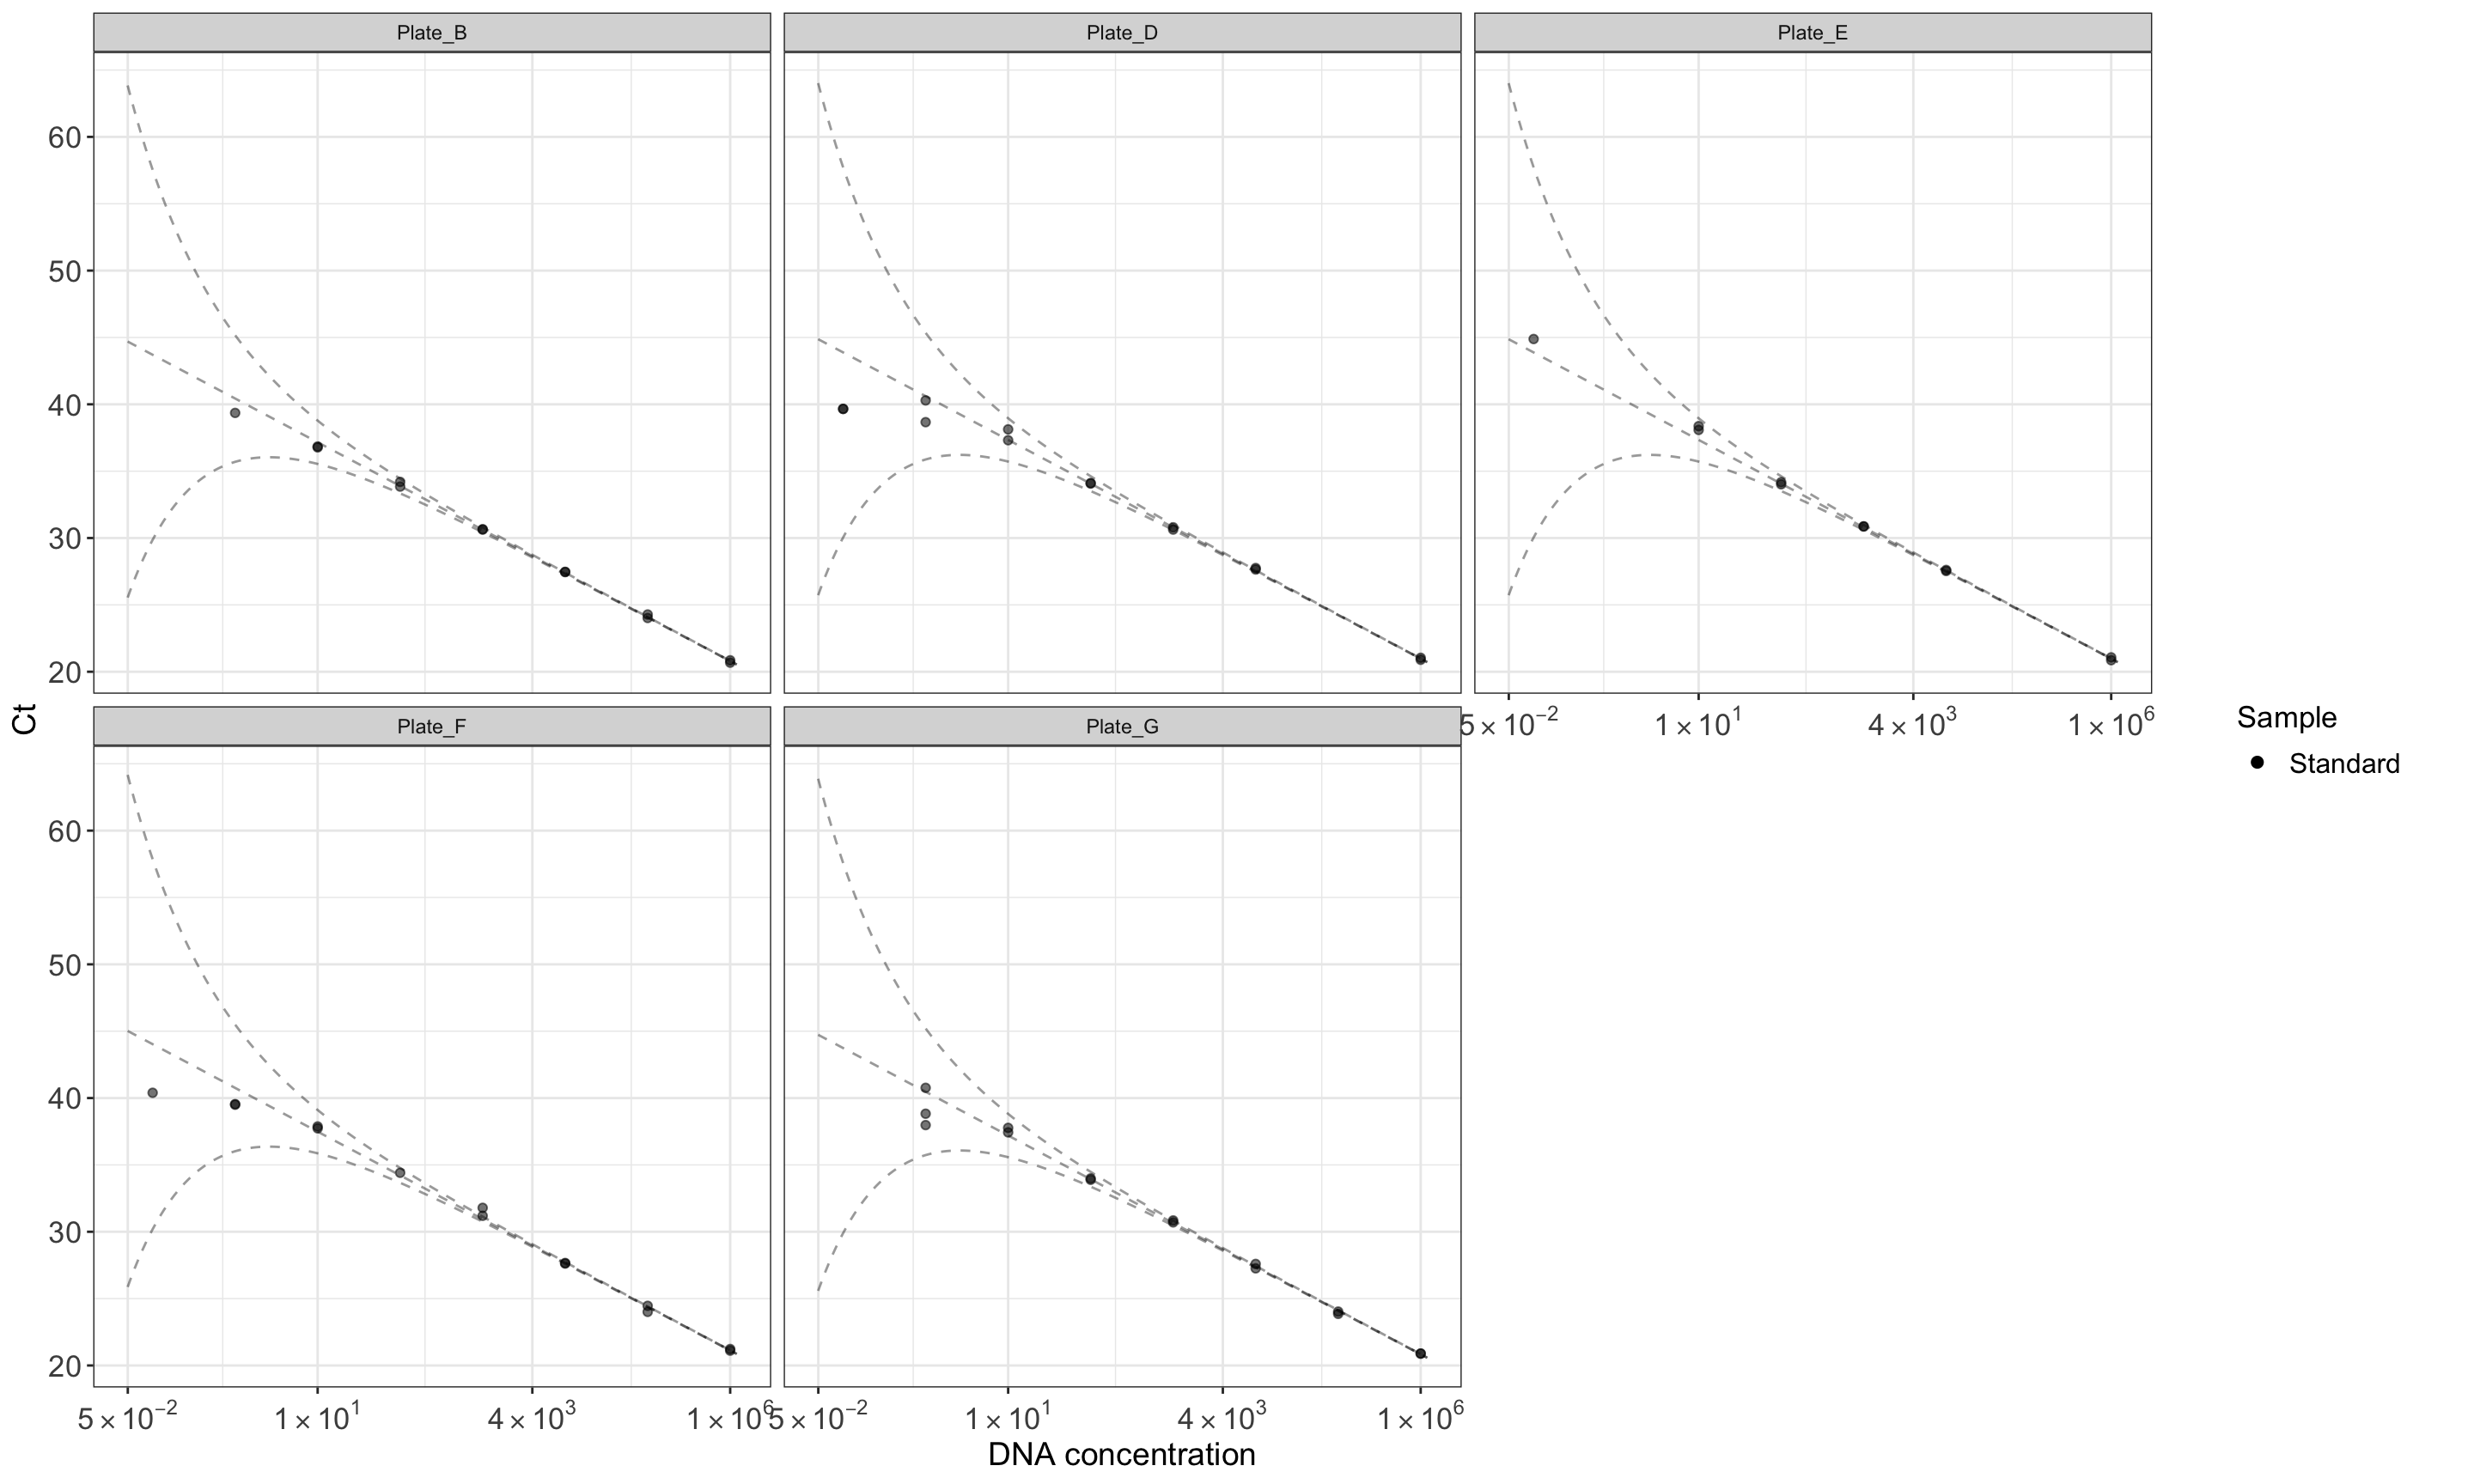 Plate_B
Plate_D
Plate_E
60
50
40
30
20
5×10⁻² 1×10¹ 4×10³ 1×10⁶
Ct
Plate_F
Plate_G
60
50
40
30
20
5×10⁻² 1×10¹ 4×10³ 1×10⁶
5×10⁻² 1×10¹ 4×10³ 1×10⁶
DNA concentration
Sample
Standard